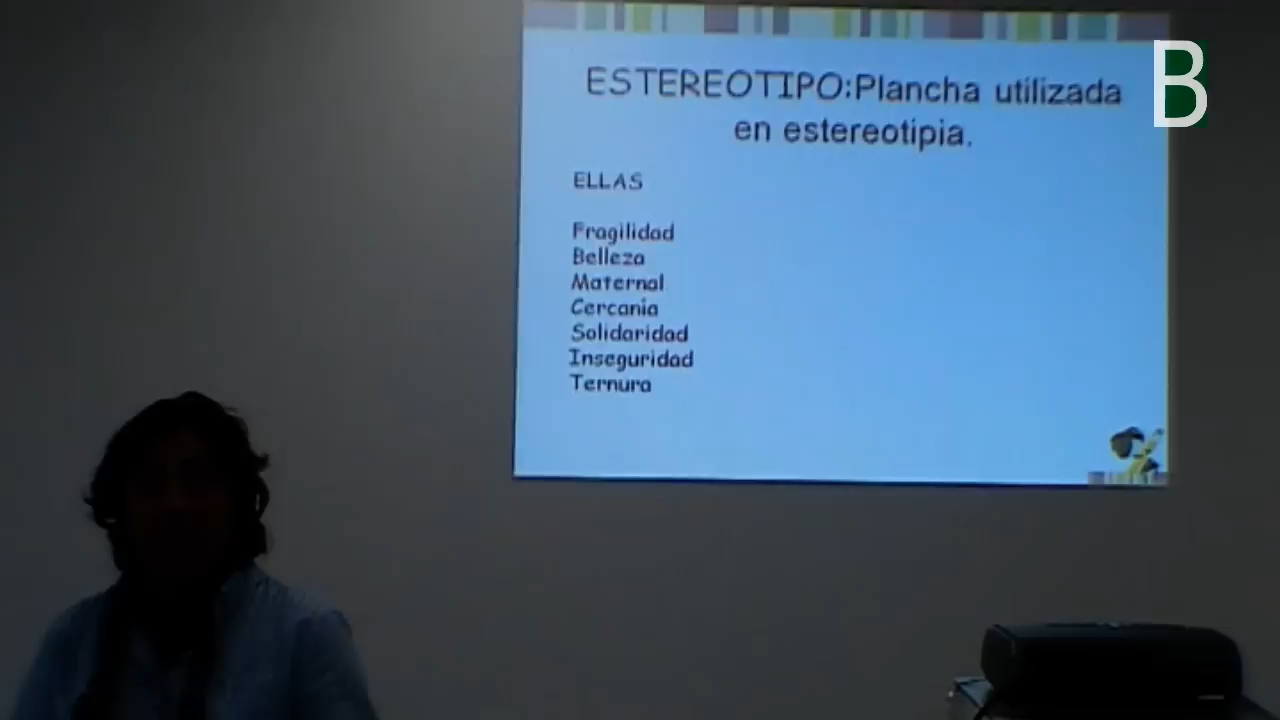 B
ESTEREOTIPO:Plancha utilizada
en estereotipia.
ELLAS
Fragilidad
Belleza
Maternal
Cercanía
Solidaridad
Inseguridad
Ternura